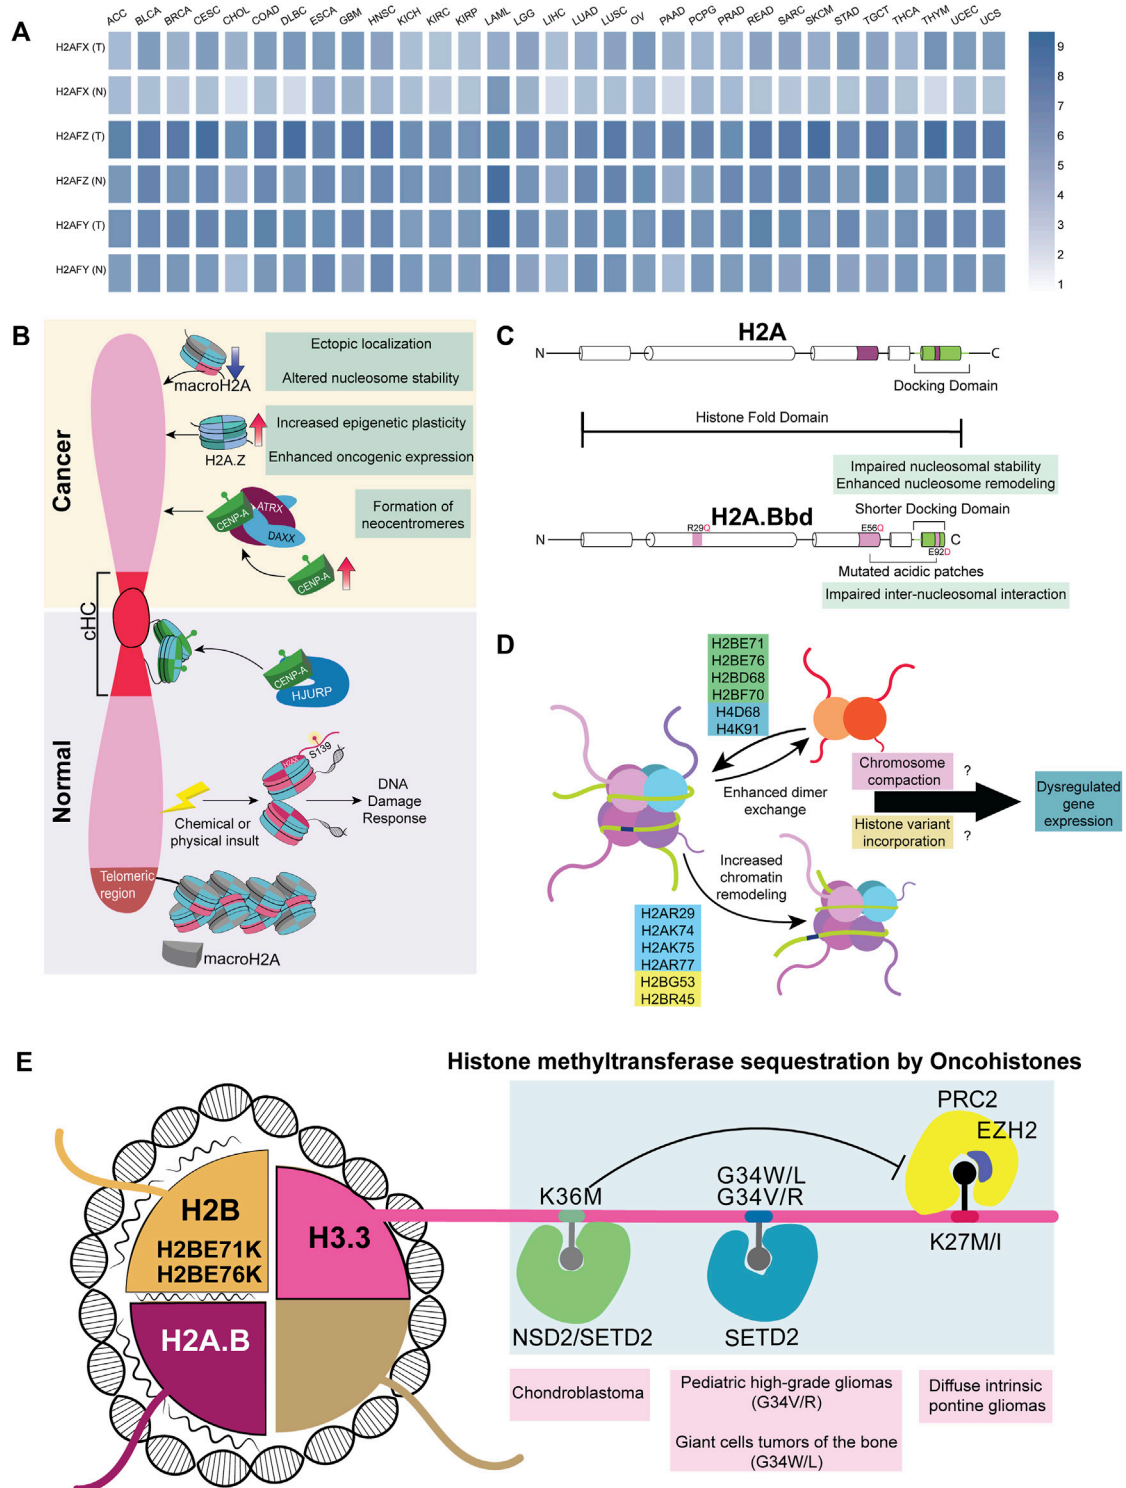 A
ACC BLCA BRCA CESC CHOL COAD DLBC ESCA GBM HNSC KICH KIRC KIRP LAML LGG LIHC LUAD LUSC OV PAAD PCPG PRAD READ SARC SKCM STAD TGCT THCA THYM UCEC UCS
H2AFX (T)
H2AFX (N)
H2AFZ (T)
H2AFZ (N)
H2AFY (T)
H2AFY (N)
9
8
7
6
5
4
3
2
1
B
Cancer
Normal
cHC
macroH2A
Ectopic localization
Altered nucleosome stability
H2A.Z
Increased epigenetic plasticity
Enhanced oncogenic expression
CENP-A
ATRX
DAXX
Formation of
neocentromeres
CENP-A
CENP-A
HJURP
Chemical or
physical insult
H2AX
S139
DNA
Damage
Response
Telomeric
region
macroH2A
C
H2A
N
C
Docking Domain
Histone Fold Domain
Impaired nucleosomal stability
Enhanced nucleosome remodeling
H2A.Bbd
Shorter Docking Domain
N
R29Q
E56Q
C
E92D
Mutated acidic patches
Impaired inter-nucleosomal interaction
D
H2BE71
H2BE76
H2BD68
H2BF70
H4D68
H4K91
Enhanced dimer
exchange
Chromosome
compaction
?
Histone variant
incorporation
?
Dysregulated
gene
expression
Increased
chromatin
remodeling
H2AR29
H2AK74
H2AK75
H2AR77
H2BG53
H2BR45
E
Histone methyltransferase sequestration by Oncohistones
H2B
H2BE71K
H2BE76K
H3.3
H2A.B
K36M
G34W/L
G34V/R
PRC2
EZH2
K27M/I
NSD2/SETD2
SETD2
Chondroblastoma
Pediatric high-grade gliomas
(G34V/R)
Giant cells tumors of the bone
(G34W/L)
Diffuse intrinsic
pontine gliomas